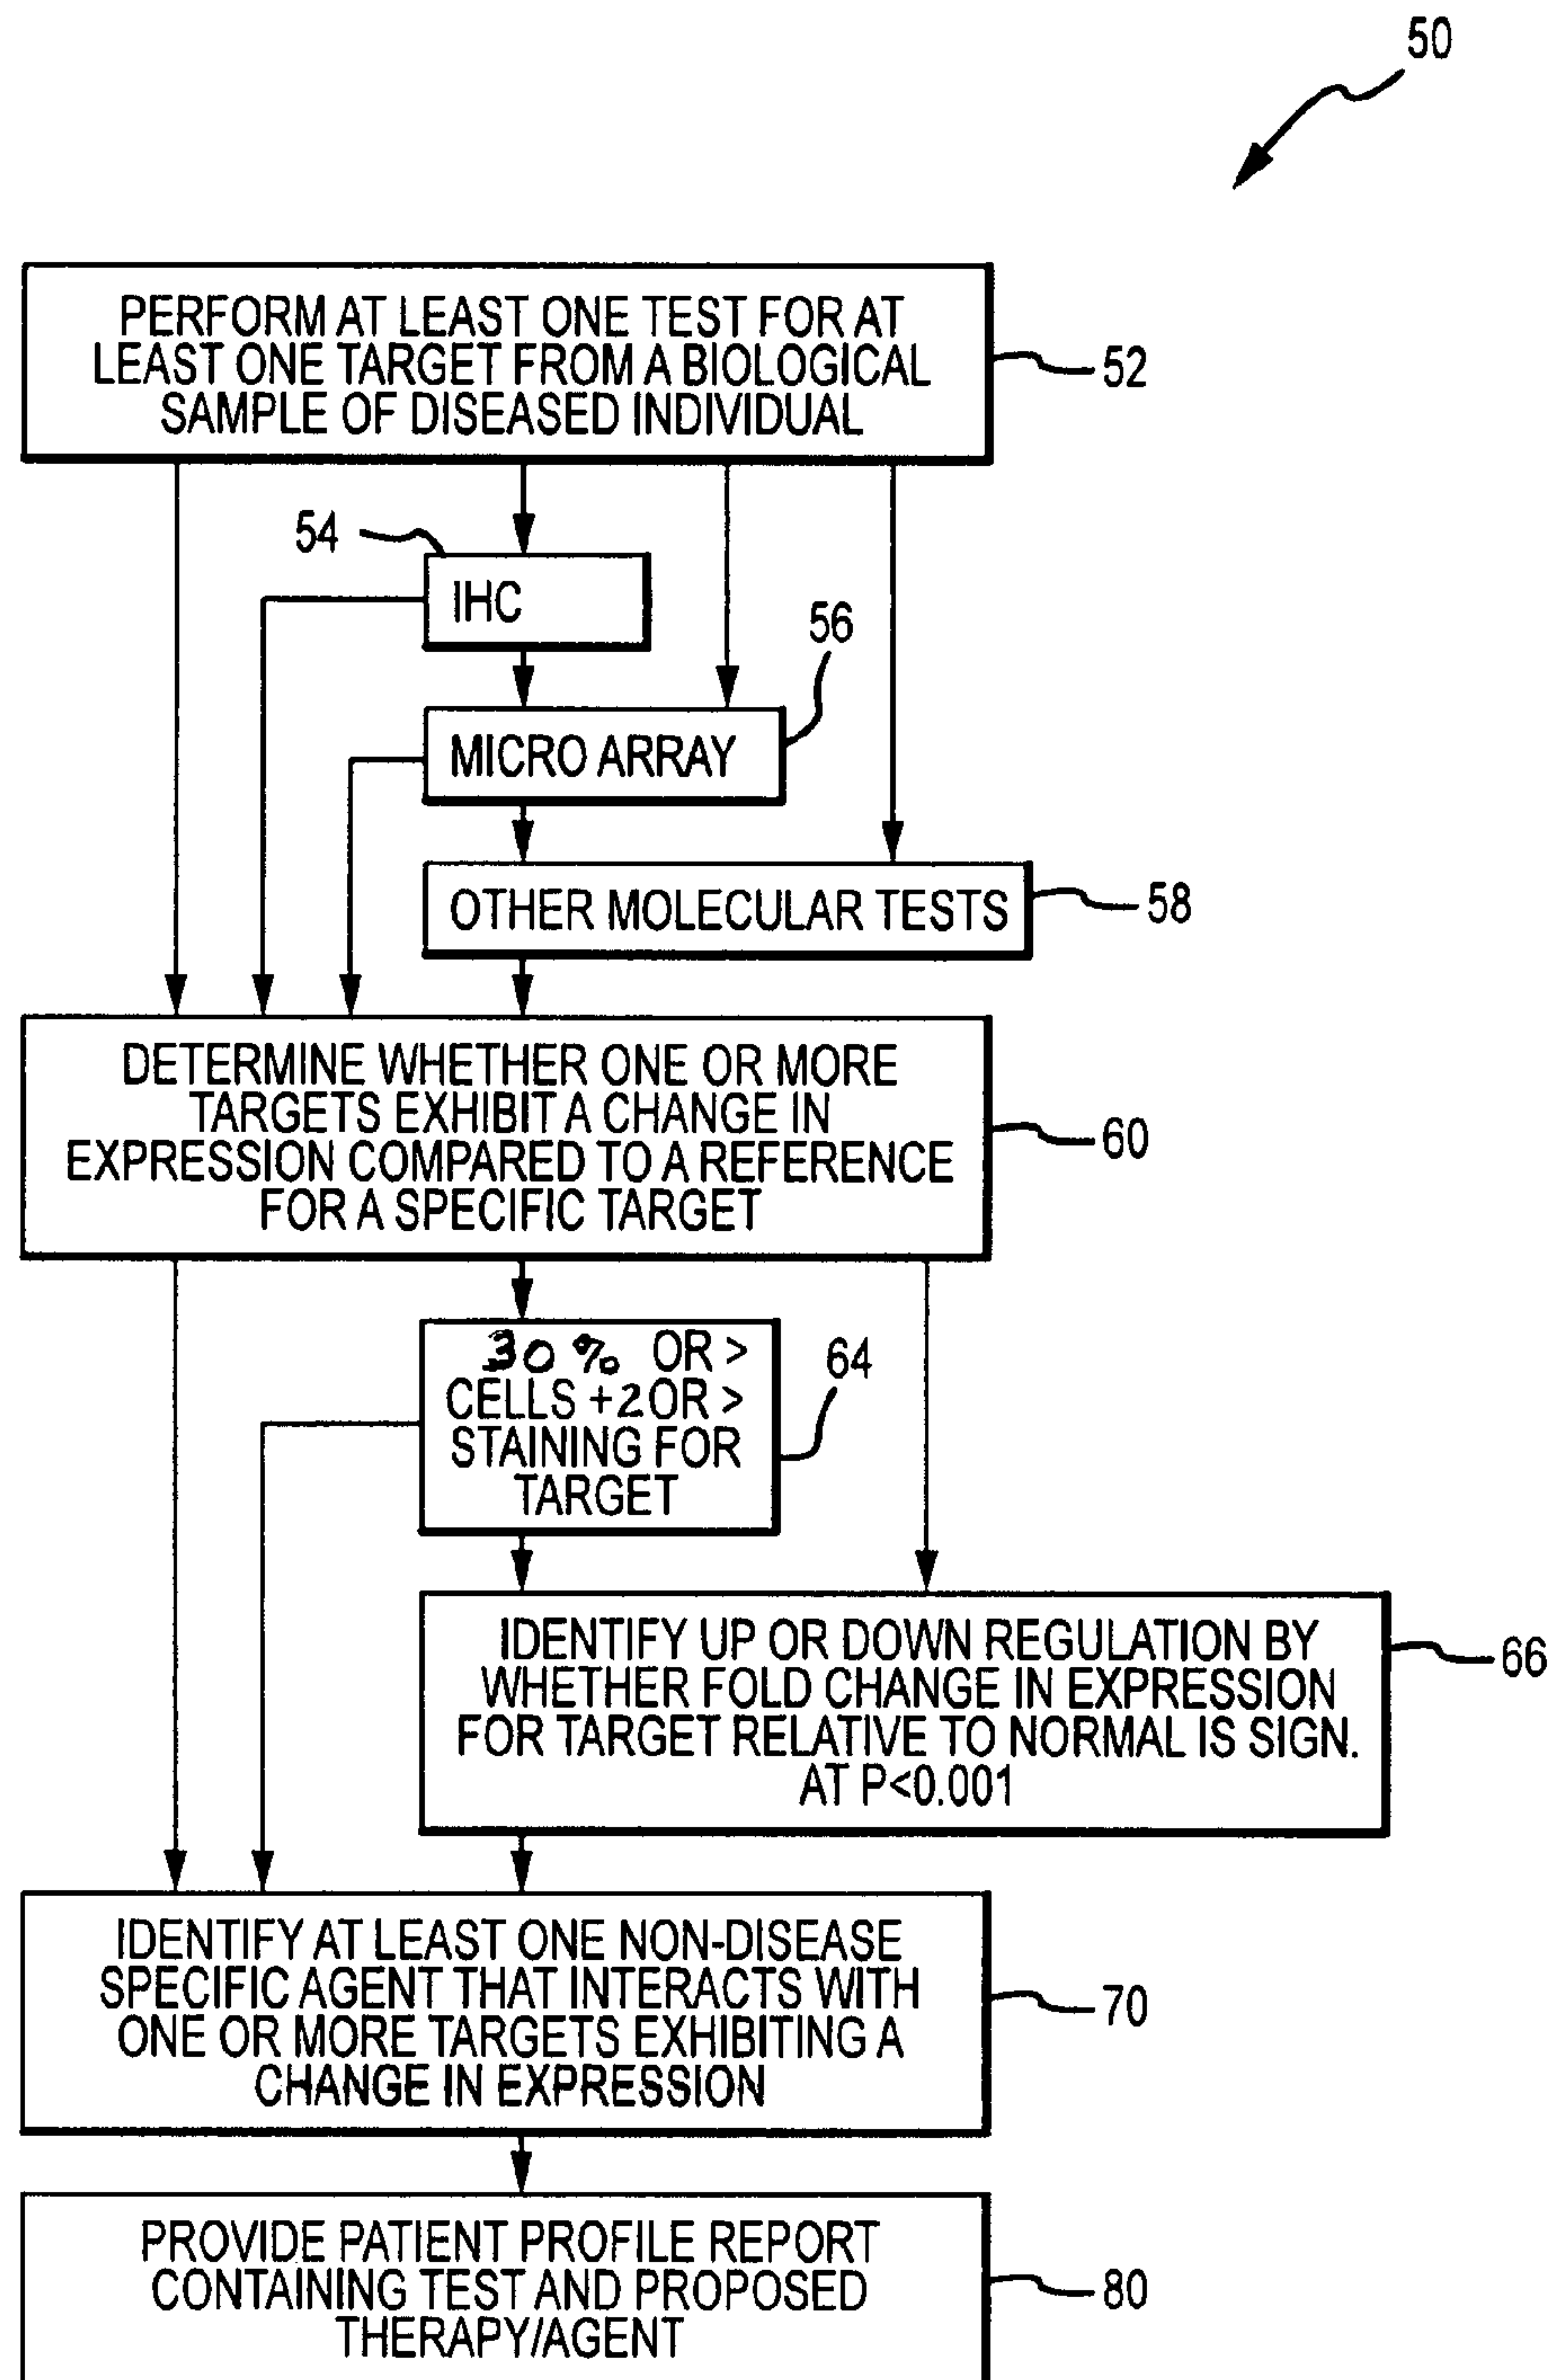 50
PERFORM AT LEAST ONE TEST FOR AT
LEAST ONE TARGET FROM A BIOLOGICAL
SAMPLE OF DISEASED INDIVIDUAL
52
54
IHC
56
MICRO ARRAY
OTHER MOLECULAR TESTS
58
DETERMINE WHETHER ONE OR MORE
TARGETS EXHIBIT A CHANGE IN
EXPRESSION COMPARED TO A REFERENCE
FOR A SPECIFIC TARGET
60
30% OR >
CELLS +2 OR >
STAINING FOR
TARGET
64
IDENTIFY UP OR DOWN REGULATION BY
WHETHER FOLD CHANGE IN EXPRESSION
FOR TARGET RELATIVE TO NORMAL IS SIGN.
AT P<0.001
66
IDENTIFY AT LEAST ONE NON-DISEASE
SPECIFIC AGENT THAT INTERACTS WITH
ONE OR MORE TARGETS EXHIBITING A
CHANGE IN EXPRESSION
70
PROVIDE PATIENT PROFILE REPORT
CONTAINING TEST AND PROPOSED
THERAPY/AGENT
80